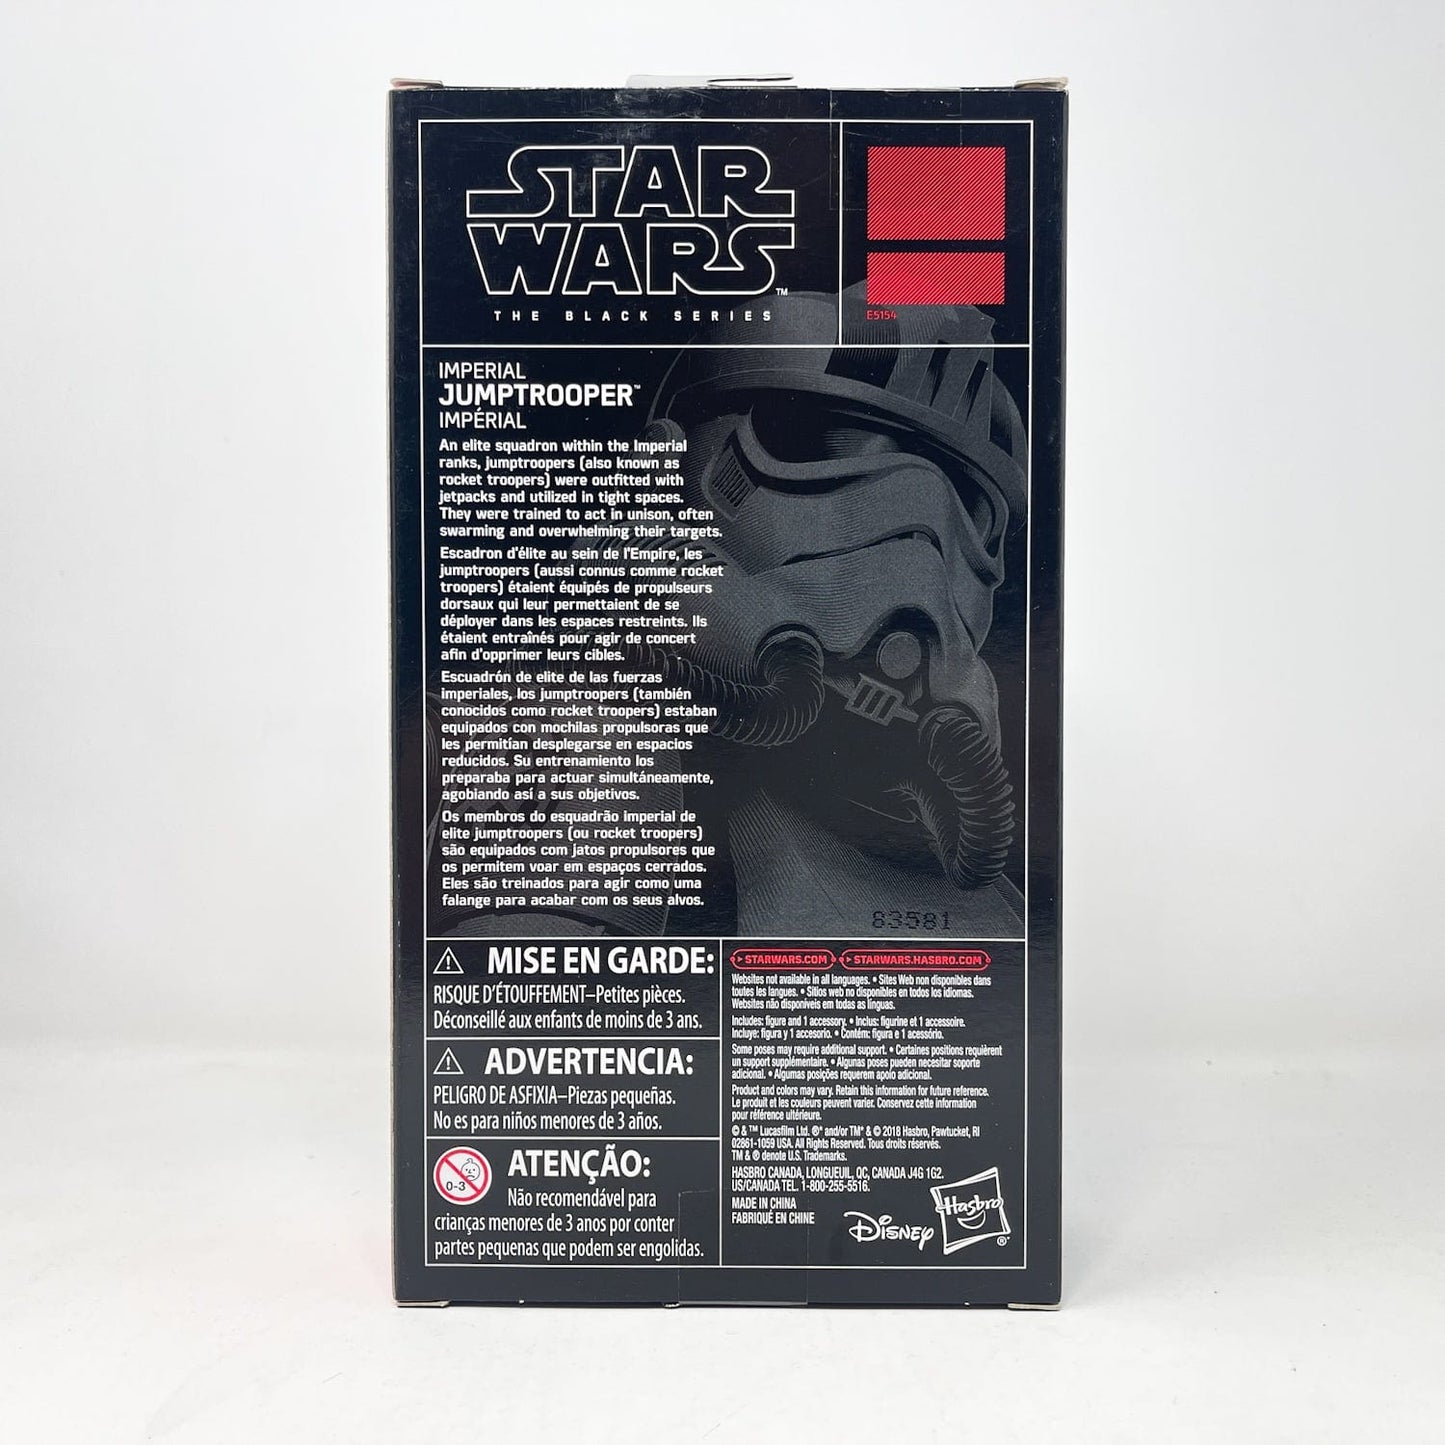 STAR
WARS™
THE BLACK SERIES
E5154
IMPERIAL
JUMPTROOPER™
IMPÉRIAL
An elite squadron within the Imperial
ranks, jumptroopers (also known as
rocket troopers) were outfitted with
jetpacks and utilized in tight spaces.
They were trained to act in unison, often
swarming and overwhelming their targets.
Escadron d'élite au sein de l'Empire, les
jumptroopers (aussi connus comme rocket
troopers) étaient équipés de propulseurs
dorsaux qui leur permettaient de se
déployer dans les espaces restreints. Ils
étaient entraînés pour agir de concert
afin d'opprimer leurs cibles.
Escuadrón de elite de las fuerzas
imperiales, los jumptroopers (también
conocidos como rocket troopers) estaban
equipados con mochilas propulsoras que
les permitían desplegarse en espacios
reducidos. Su entrenamiento los
preparaba para actuar simultáneamente,
agobiando así a sus objetivos.
Os membros do esquadrão imperial de
elite jumptroopers (ou rocket troopers)
são equipados com jatos propulsores que
os permitem voar em espaços cerrados.
Eles são treinados para agir como uma
falange para acabar com os seus alvos.
83581
MISE EN GARDE:
RISQUE D'ÉTOUFFEMENT–Petites pièces.
Déconseillé aux enfants de moins de 3 ans.
ADVERTENCIA:
PELIGRO DE ASFIXIA–Piezas pequeñas.
No es para niños menores de 3 años.
0-3
ATENÇÃO:
Não recomendável para
crianças menores de 3 anos por conter
partes pequenas que podem ser engolidas.
STARWARS.COM STARWARS.HASBRO.COM
Websites not available in all languages. • Sites Web non disponibles dans
toutes les langues. • Sitios web no disponibles en todos los idiomas.
Websites não disponíveis em todas as línguas.
Includes: figure and 1 accessory. • Inclus: figurine et 1 accessoire.
Incluye: figura y 1 accesorio. • Contém: figura e 1 acessório.
Some poses may require additional support. • Certaines positions requièrent
un support supplémentaire. • Algunas poses pueden necesitar soporte
adicional. • Algumas posições requerem apoio adicional.
Product and colors may vary. Retain this information for future reference.
Le produit et les couleurs peuvent varier. Conservez cette information
pour référence ultérieure.
© & ™ Lucasfilm Ltd. ®* and/or TM* & © 2018 Hasbro, Pawtucket, RI
02861-1059 USA. All Rights Reserved. Tous droits réservés.
TM & ® denote U.S. Trademarks.
HASBRO CANADA, LONGUEUIL, QC, CANADA J4G 1G2.
US/CANADA TEL. 1-800-255-5516.
MADE IN CHINA
FABRIQUÉ EN CHINE
Disney
Hasbro®